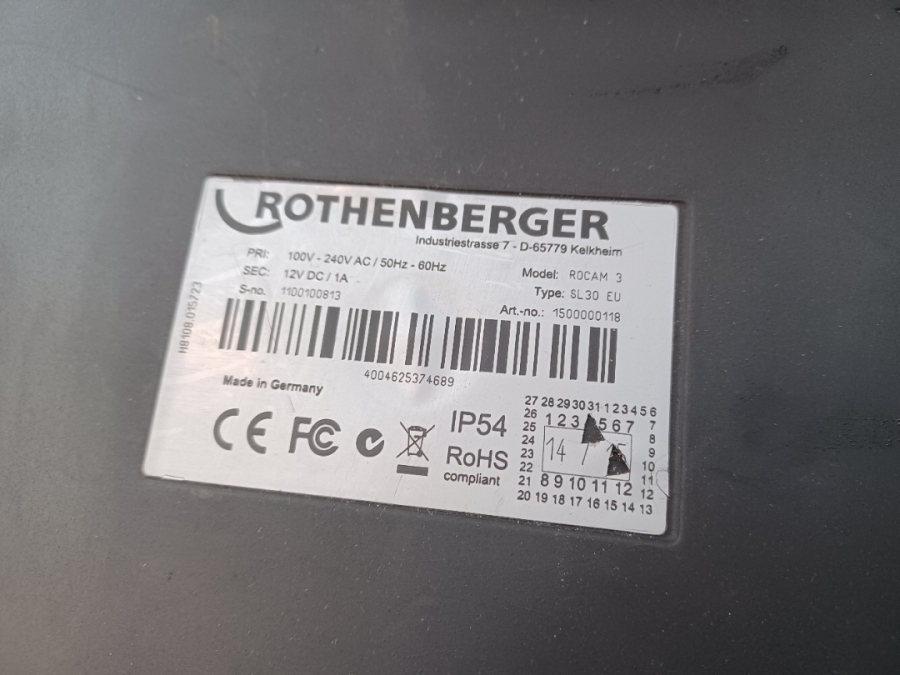 ROTHENBERGER
Industriestrasse 7 - D-65779 Kelkheim
PRI: 100V - 240V AC / 50Hz - 60Hz
SEC: 12V DC / 1A
S-no. 1100100813
Model: ROCAM 3
Type: SL30 EU
Art.-no.: 1500000118
H8108.015723
4004625374689
Made in Germany
CE FC
IP54
RoHS
compliant
27 28 29 30 31 1 2 3 4 5 6
26 1 2 3 5 6 7 7
25 8
24 14 9
23 10
22 11
21 8 9 10 11 12 12
20 19 18 17 16 15 14 13